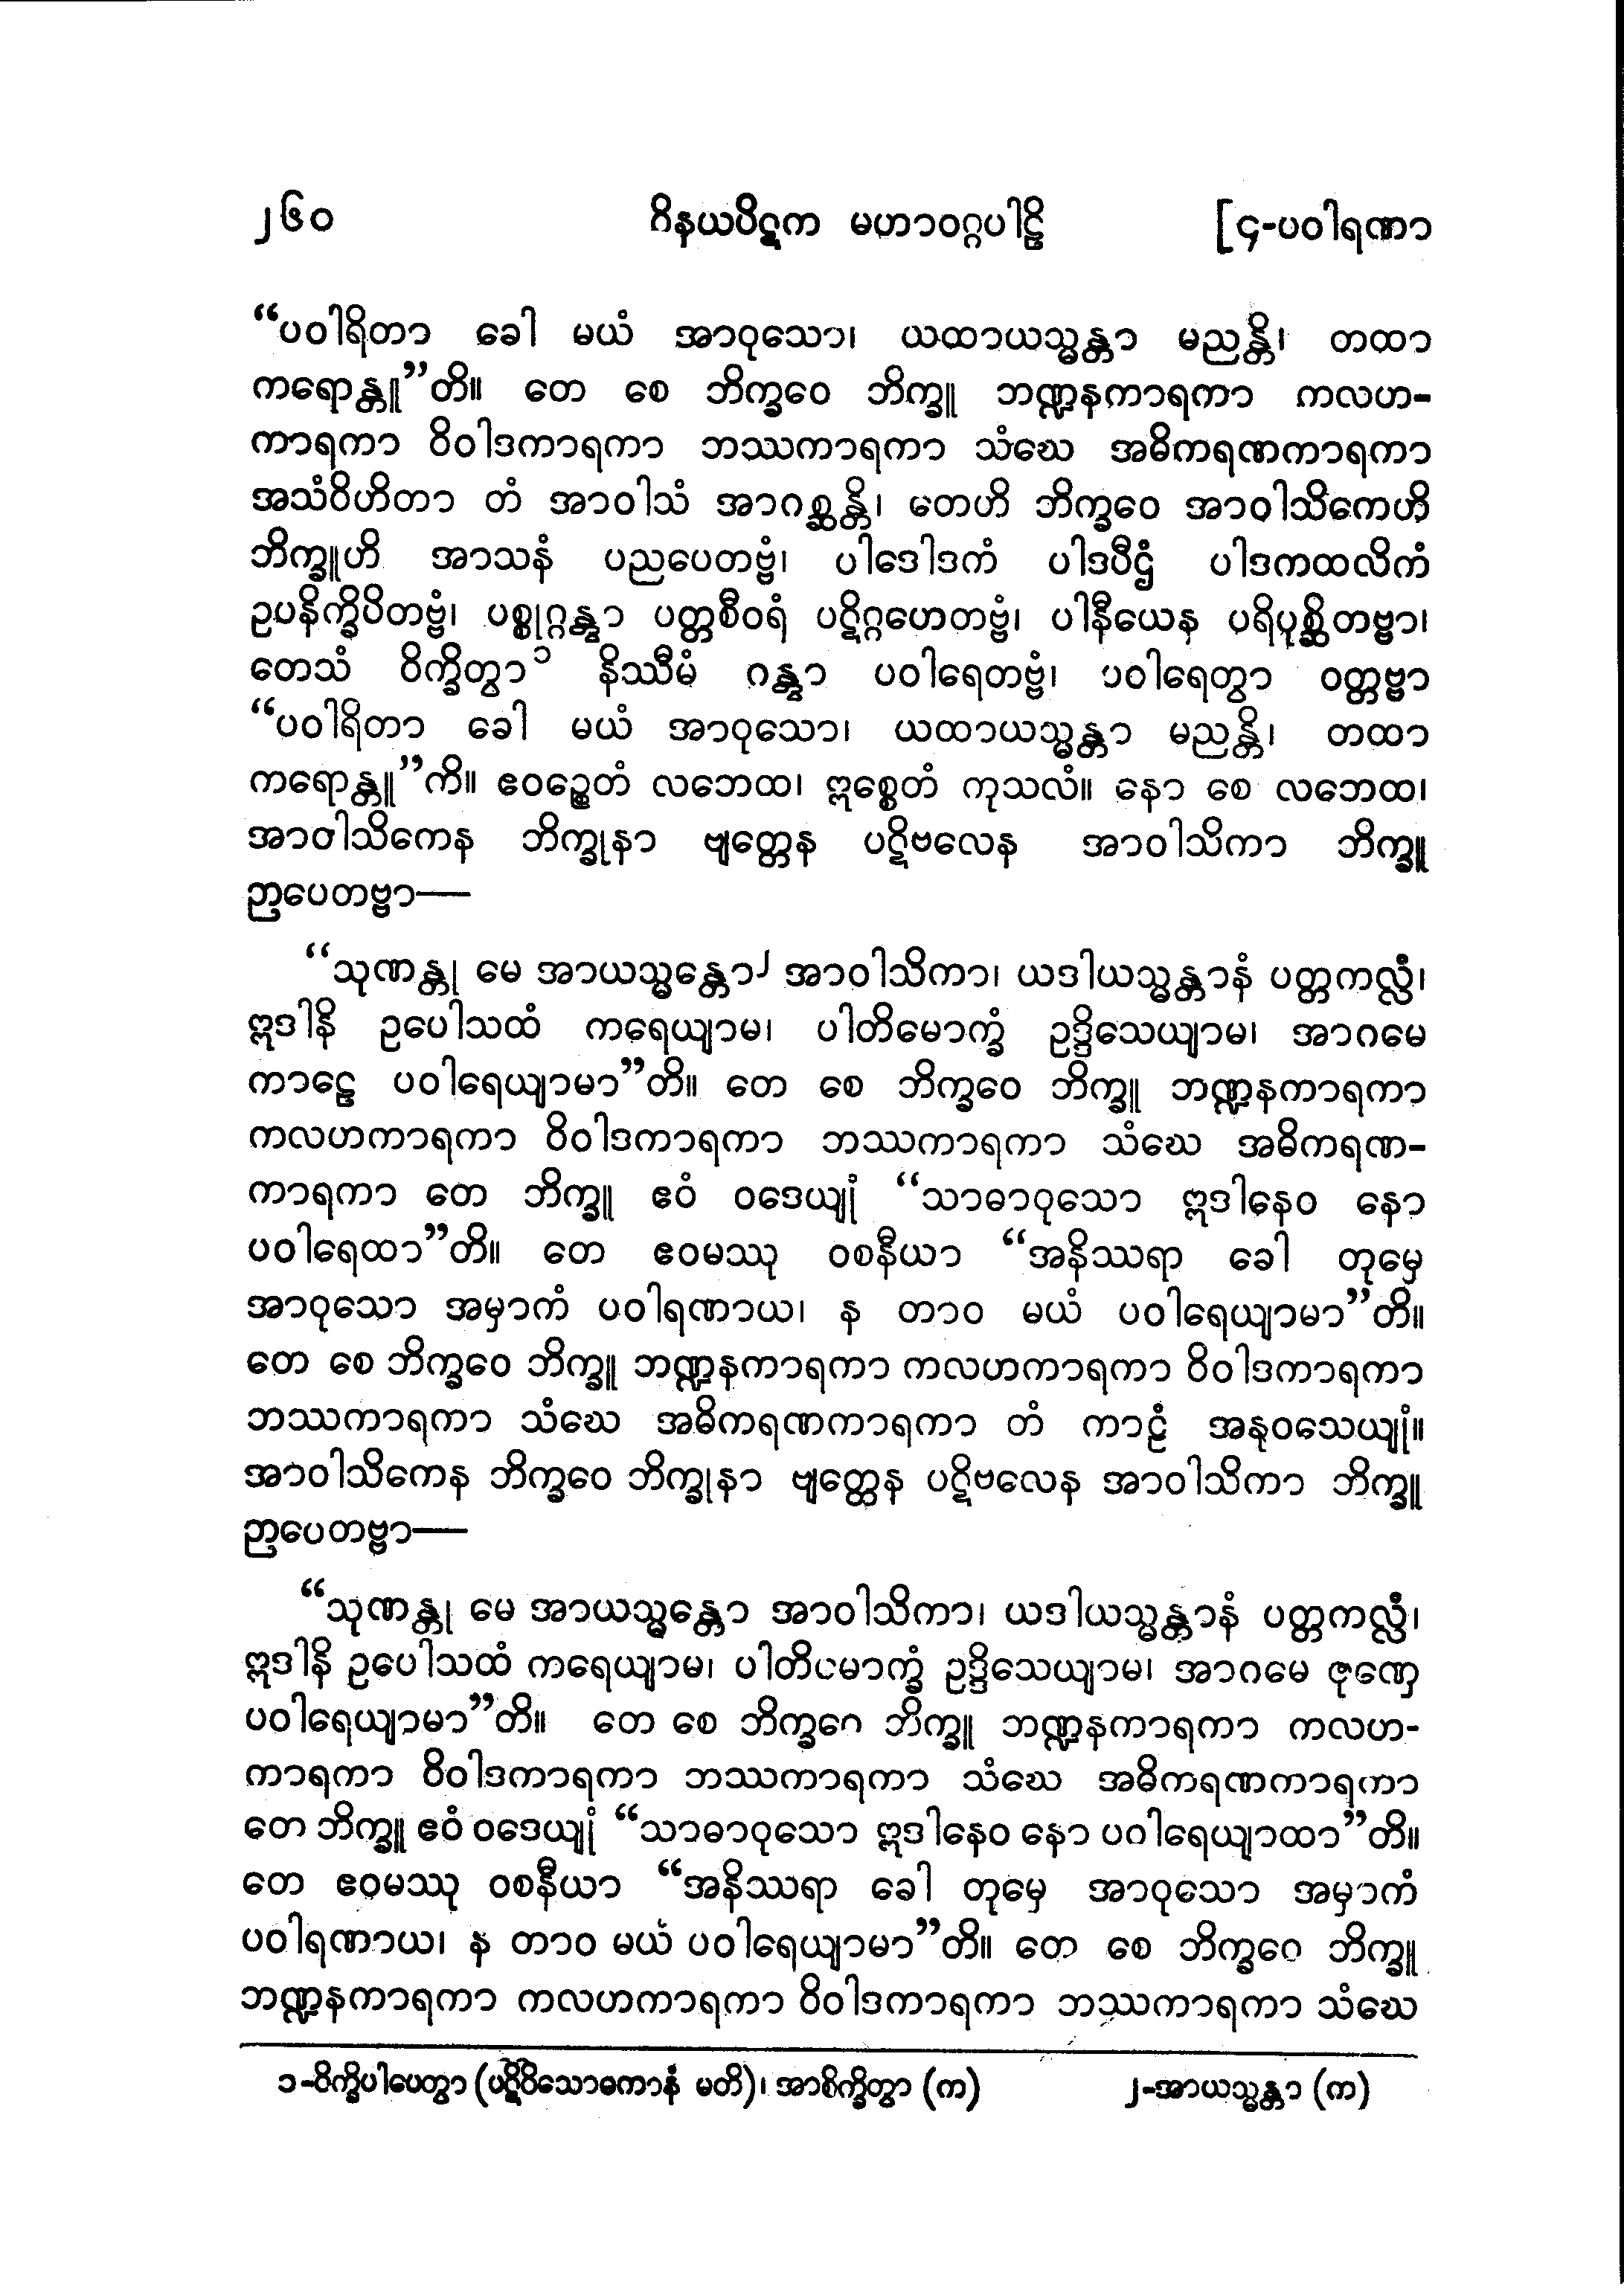 ၂၆၀ ဝိနယပိဋက မဟာဝဂ္ဂပါဠိ [၄-ပဝါရဏာ
“ပဝါရိတာ ခေါ မယံ အာဝုသော၊ ယထာယသ္မန္တာ မညန္တိ၊ တထာ
ကရောန္တူ”တိ။ တေ စေ ဘိက္ခဝေ ဘိက္ခူ ဘဏ္ဍနကာရကာ ကလဟ-
ကာရကာ ဝိဝါဒကာရကာ ဘဿကာရကာ သံဃေ အဓိကရဏကာရကာ
အသံဝိဟိတာ တံ အာဝါသံ အာဂစ္ဆန္တိ၊ တေဟိ ဘိက္ခဝေ အာဝါသိကေဟိ
ဘိက္ခူဟိ အာသနံ ပညပေတဗ္ဗံ၊ ပါဒေါဒကံ ပါဒပီဌံ ပါဒကထလိကံ
ဥပနိက္ခိပိတဗ္ဗံ၊ ပစ္စုဂ္ဂန္တွာ ပတ္တစီဝရံ ပဋိဂ္ဂဟေတဗ္ဗံ၊ ပါနီယေန ပရိပုစ္ဆိတဗ္ဗာ၊
တေသံ ဝိက္ခိတွာ၁ နိဿီမံ ဂန္တွာ ပဝါရေတဗ္ဗံ၊ ပဝါရေတွာ ဝတ္တဗ္ဗာ
“ပဝါရိတာ ခေါ မယံ အာဝုသော၊ ယထာယသ္မန္တာ မညန္တိ၊ တထာ
ကရောန္တူ”ကိ။ ဧဝဉ္စေတံ လဘေထ၊ ဣစ္စေတံ ကုသလံ။ နော စေ လဘေထ၊
အာဝါသိကေန ဘိက္ခုနာ ဗျတ္တေန ပဋိဗလေန အာဝါသိကာ ဘိက္ခူ
ဉာပေတဗ္ဗာ—
“သုဏန္တု မေ အာယသ္မန္တော၂ အာဝါသိကာ၊ ယဒါယသ္မန္တာနံ ပတ္တကလ္လံ၊
ဣဒါနိ ဥပေါသထံ ကရေယျာမ၊ ပါတိမောက္ခံ ဥဒ္ဒိသေယျာမ၊ အာဂမေ
ကာဠေ ပဝါရေယျာမာ”တိ။ တေ စေ ဘိက္ခဝေ ဘိက္ခူ ဘဏ္ဍနကာရကာ
ကလဟကာရကာ ဝိဝါဒကာရကာ ဘဿကာရကာ သံဃေ အဓိကရဏ-
ကာရကာ တေ ဘိက္ခူ ဧဝံ ဝဒေယျုံ “သာဓာဝုသော ဣဒါနေဝ နော
ပဝါရေထာ”တိ။ တေ ဧဝမဿု ဝစနီယာ “အနိဿရာ ခေါ တုမှေ
အာဝုသော အမှာကံ ပဝါရဏာယ၊ န တာဝ မယံ ပဝါရေယျာမာ”တိ။
တေ စေ ဘိက္ခဝေ ဘိက္ခူ ဘဏ္ဍနကာရကာ ကလဟကာရကာ ဝိဝါဒကာရကာ
ဘဿကာရကာ သံဃေ အဓိကရဏကာရကာ တံ ကာဠံ အနုဝသေယျုံ။
အာဝါသိကေန ဘိက္ခဝေ ဘိက္ခုနာ ဗျတ္တေန ပဋိဗလေန အာဝါသိကာ ဘိက္ခူ
ဉာပေတဗ္ဗာ—
“သုဏန္တု မေ အာယသ္မန္တော အာဝါသိကာ၊ ယဒါယသ္မန္တာနံ ပတ္တကလ္လံ၊
ဣဒါနိ ဥပေါသထံ ကရေယျာမ၊ ပါတိမောက္ခံ ဥဒ္ဒိသေယျာမ၊ အာဂမေ ဇုဏှေ
ပဝါရေယျာမာ”တိ။ တေ စေ ဘိက္ခဝေ ဘိက္ခူ ဘဏ္ဍနကာရကာ ကလဟ-
ကာရကာ ဝိဝါဒကာရကာ ဘဿကာရကာ သံဃေ အဓိကရဏကာရကာ
တေ ဘိက္ခူ ဧဝံ ဝဒေယျုံ “သာဓာဝုသော ဣဒါနေဝ နော ပဝါရေယျာထာ”တိ။
တေ ဧဝမဿု ဝစနီယာ “အနိဿရာ ခေါ တုမှေ အာဝုသော အမှာကံ
ပဝါရဏာယ၊ န တာဝ မယံ ပဝါရေယျာမာ”တိ။ တေ စေ ဘိက္ခဝေ ဘိက္ခူ
ဘဏ္ဍနကာရကာ ကလဟကာရကာ ဝိဝါဒကာရကာ ဘဿကာရကာ သံဃေ
၁-ဝိက္ခိပါပေတွာ (ပဋိဝိသောဓကာနံ မတိ)၊ အာစိက္ခိတွာ (က) ၂-အာယသ္မန္တာ (က)